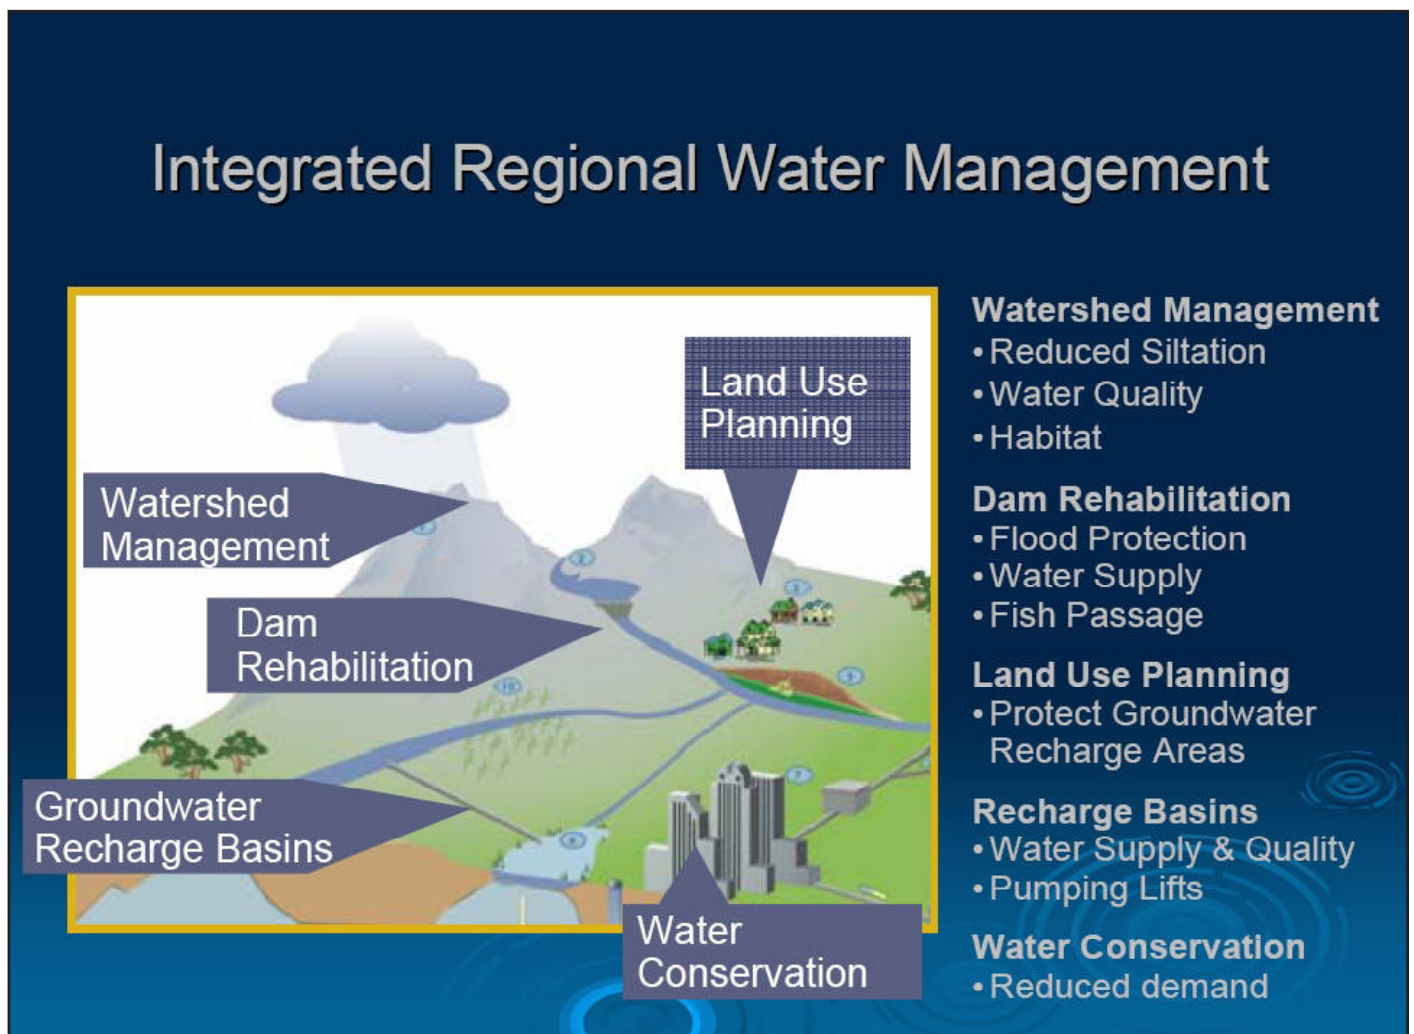 Integrated Regional Water Management
Land Use
Planning
Watershed
Management
Dam
Rehabilitation
Groundwater
Recharge Basins
Water
Conservation
Watershed Management
• Reduced Siltation
• Water Quality
• Habitat
Dam Rehabilitation
• Flood Protection
• Water Supply
• Fish Passage
Land Use Planning
• Protect Groundwater
Recharge Areas
Recharge Basins
• Water Supply & Quality
• Pumping Lifts
Water Conservation
• Reduced demand